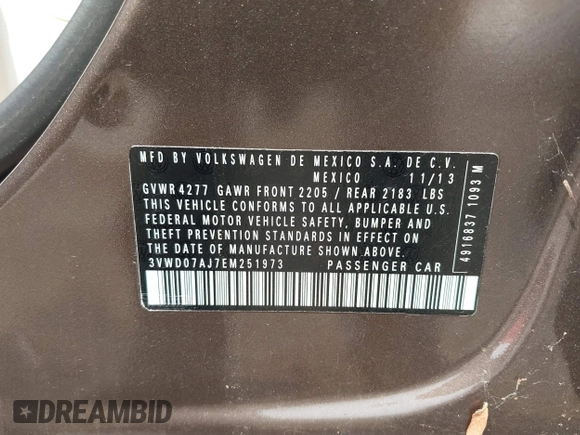 MFD BY VOLKSWAGEN DE MEXICO S.A. DE C.V.
MEXICO 11/13
GVWR 4277 GAWR FRONT 2205 / REAR 2183 LBS
THIS VEHICLE CONFORMS TO ALL APPLICABLE U.S.
FEDERAL MOTOR VEHICLE SAFETY, BUMPER AND
THEFT PREVENTION STANDARDS IN EFFECT ON
THE DATE OF MANUFACTURE SHOWN ABOVE.
3VWD07AJ7EM251973 PASSENGER CAR
4916837 1093 M
DREAMBID